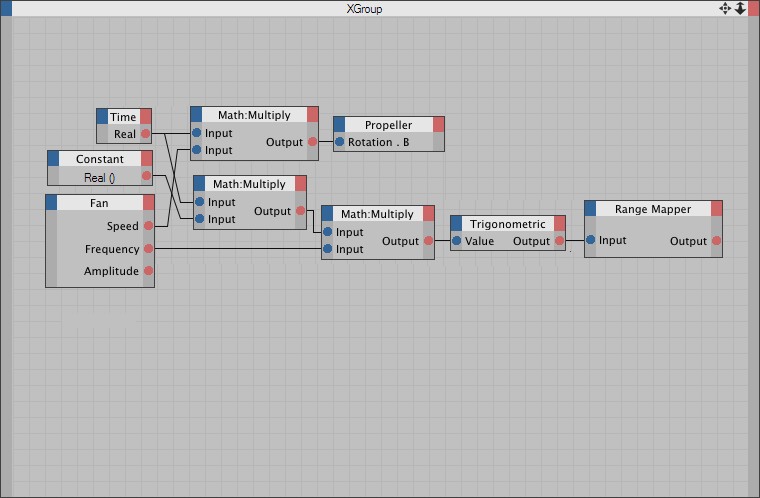 XGroup
Time
Real
Constant
Real ()
Fan
Speed
Frequency
Amplitude
Math:Multiply
Input
Output
Input
Propeller
Rotation . B
Math:Multiply
Input
Output
Input
Math:Multiply
Input
Output
Input
Trigonometric
Value Output
Range Mapper
Input Output